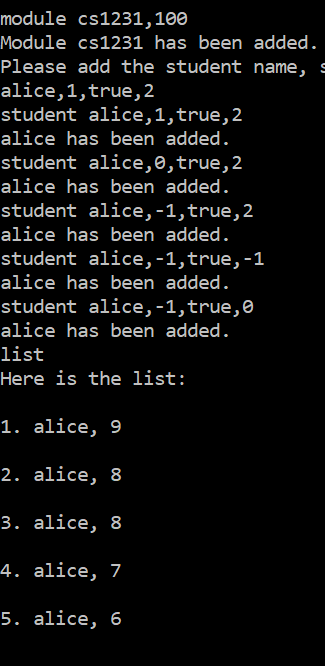 module cs1231,100
Module cs1231 has been added.
Please add the student name,
alice,1,true,2
student alice,1,true,2
alice has been added.
student alice,0,true,2
alice has been added.
student alice,-1,true,2
alice has been added.
student alice,-1,true,-1
alice has been added.
student alice,-1,true,0
alice has been added.
list
Here is the list:
1. alice, 9
2. alice, 8
3. alice, 8
4. alice, 7
5. alice, 6